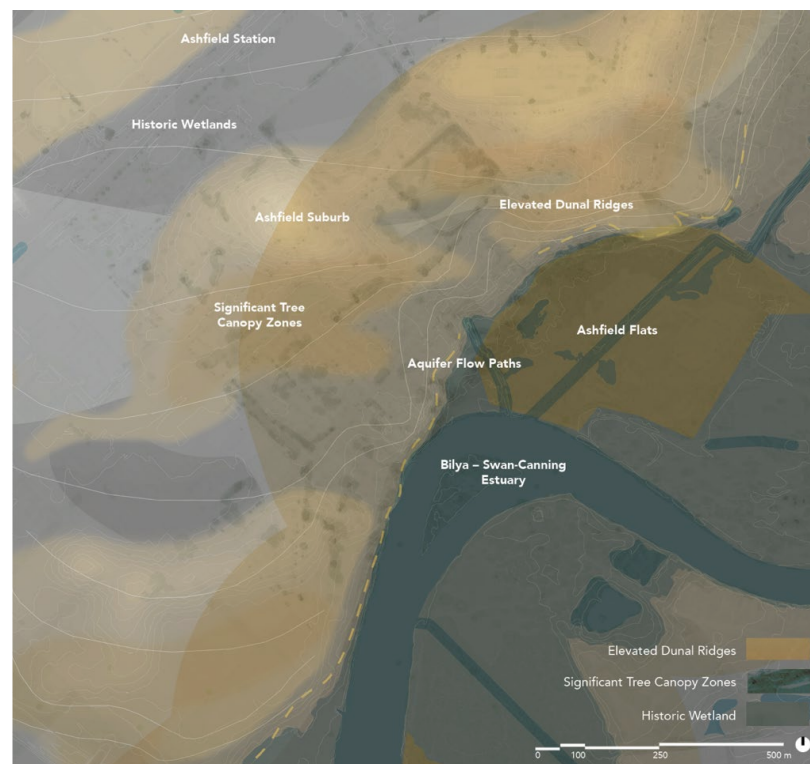 Ashfield Station
Historic Wetlands
Elevated Dunal Ridges
Ashfield Suburb
Significant Tree
Canopy Zones
Ashfield Flats
Aquifer Flow Paths
Bilya – Swan-Canning
Estuary
Elevated Dunal Ridges
Significant Tree Canopy Zones
Historic Wetland
0 100 250 500 m